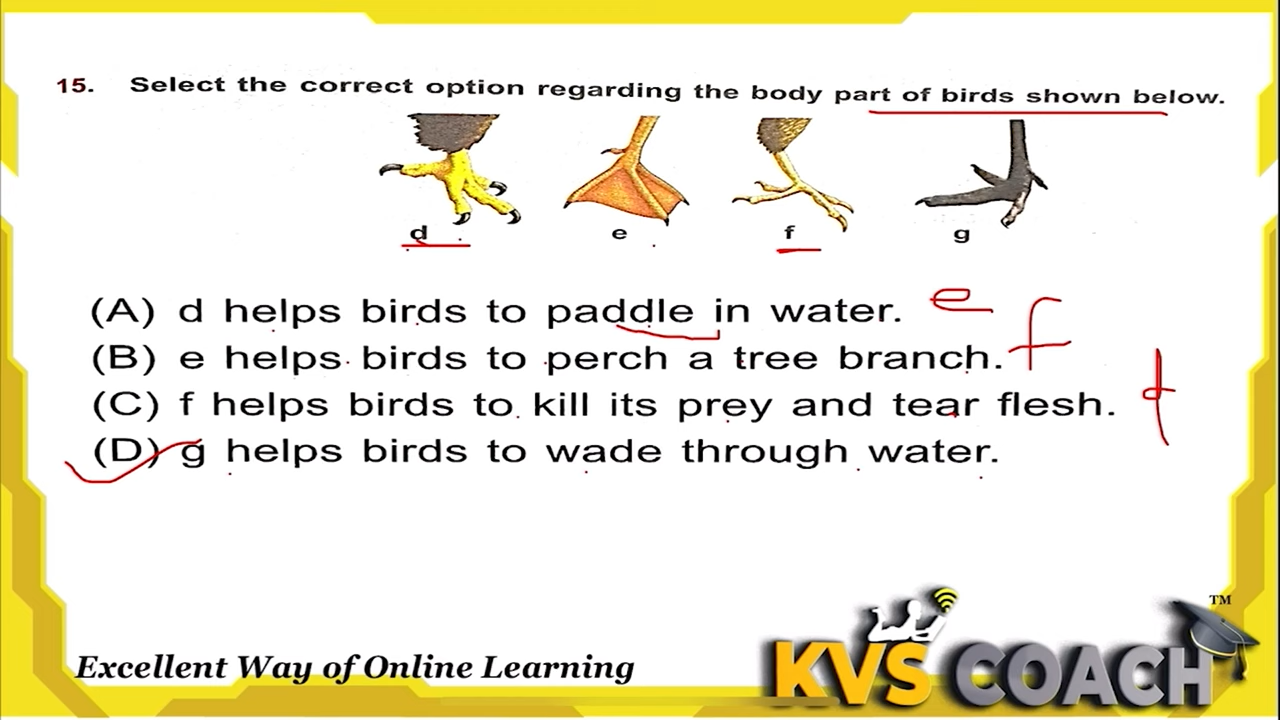 15. Select the correct option regarding the body part of birds shown below.
d e f g
(A) d helps birds to paddle in water. e
(B) e helps birds to perch a tree branch. f
(C) f helps birds to kill its prey and tear flesh. d
(D) g helps birds to wade through water.
TM
Excellent Way of Online Learning
KVS COACH